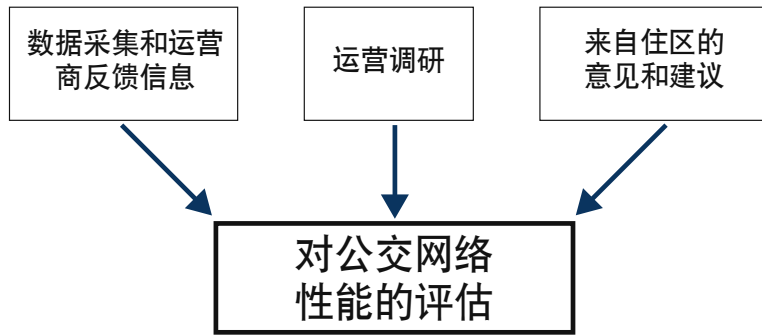 数据采集和运营
商反馈信息
运营调研
来自住区的
意见和建议
对公交网络
性能的评估